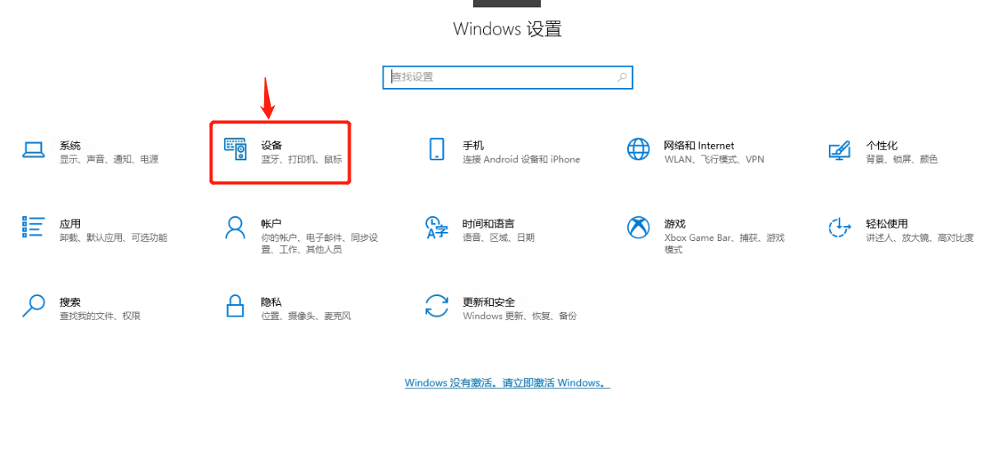 Windows 设置
查找设置
系统
显示、声音、通知、电源
设备
蓝牙、打印机、鼠标
手机
连接 Android 设备和 iPhone
网络和 Internet
WLAN、飞行模式、VPN
个性化
背景、锁屏、颜色
应用
卸载、默认应用、可选功能
帐户
你的帐户、电子邮件、同步设
置、工作、其他人员
时间和语言
语音、区域、日期
游戏
Xbox Game Bar、捕获、游戏
模式
轻松使用
讲述人、放大镜、高对比度
搜索
查找我的文件、权限
隐私
位置、摄像头、麦克风
更新和安全
Windows 更新、恢复、备份
Windows 没有激活。请立即激活 Windows。